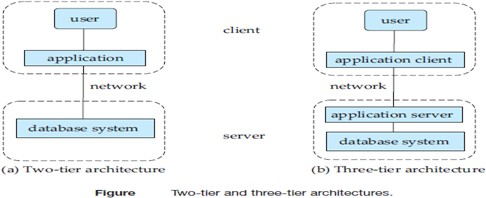 user
application
network
database system
(a) Two-tier architecture
client
server
user
application client
network
application server
database system
(b) Three-tier architecture
Figure Two-tier and three-tier architectures.